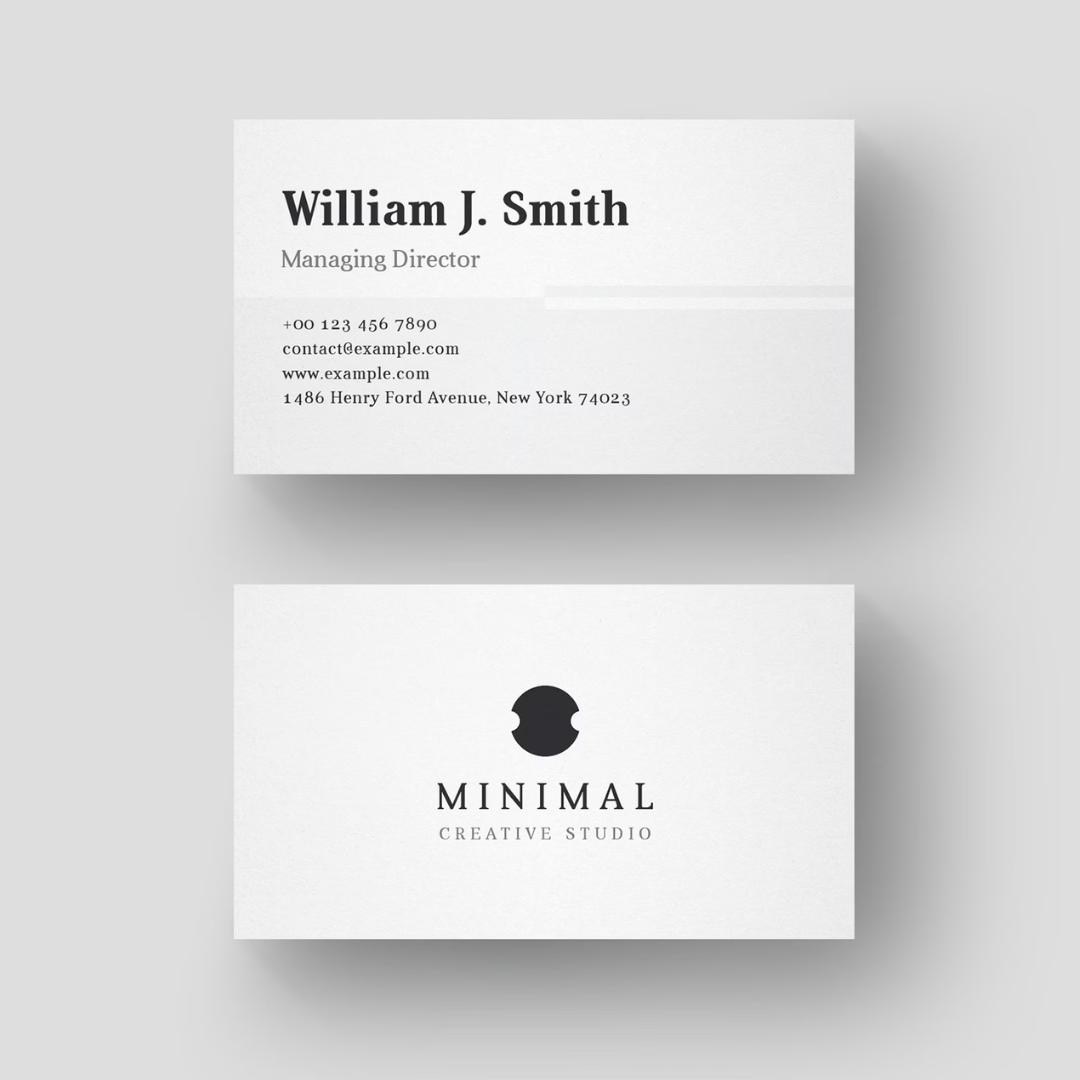 William J. Smith
Managing Director
+00 123 456 7890
contact@example.com
www.example.com
1486 Henry Ford Avenue, New York 74023
MINIMAL
CREATIVE STUDIO